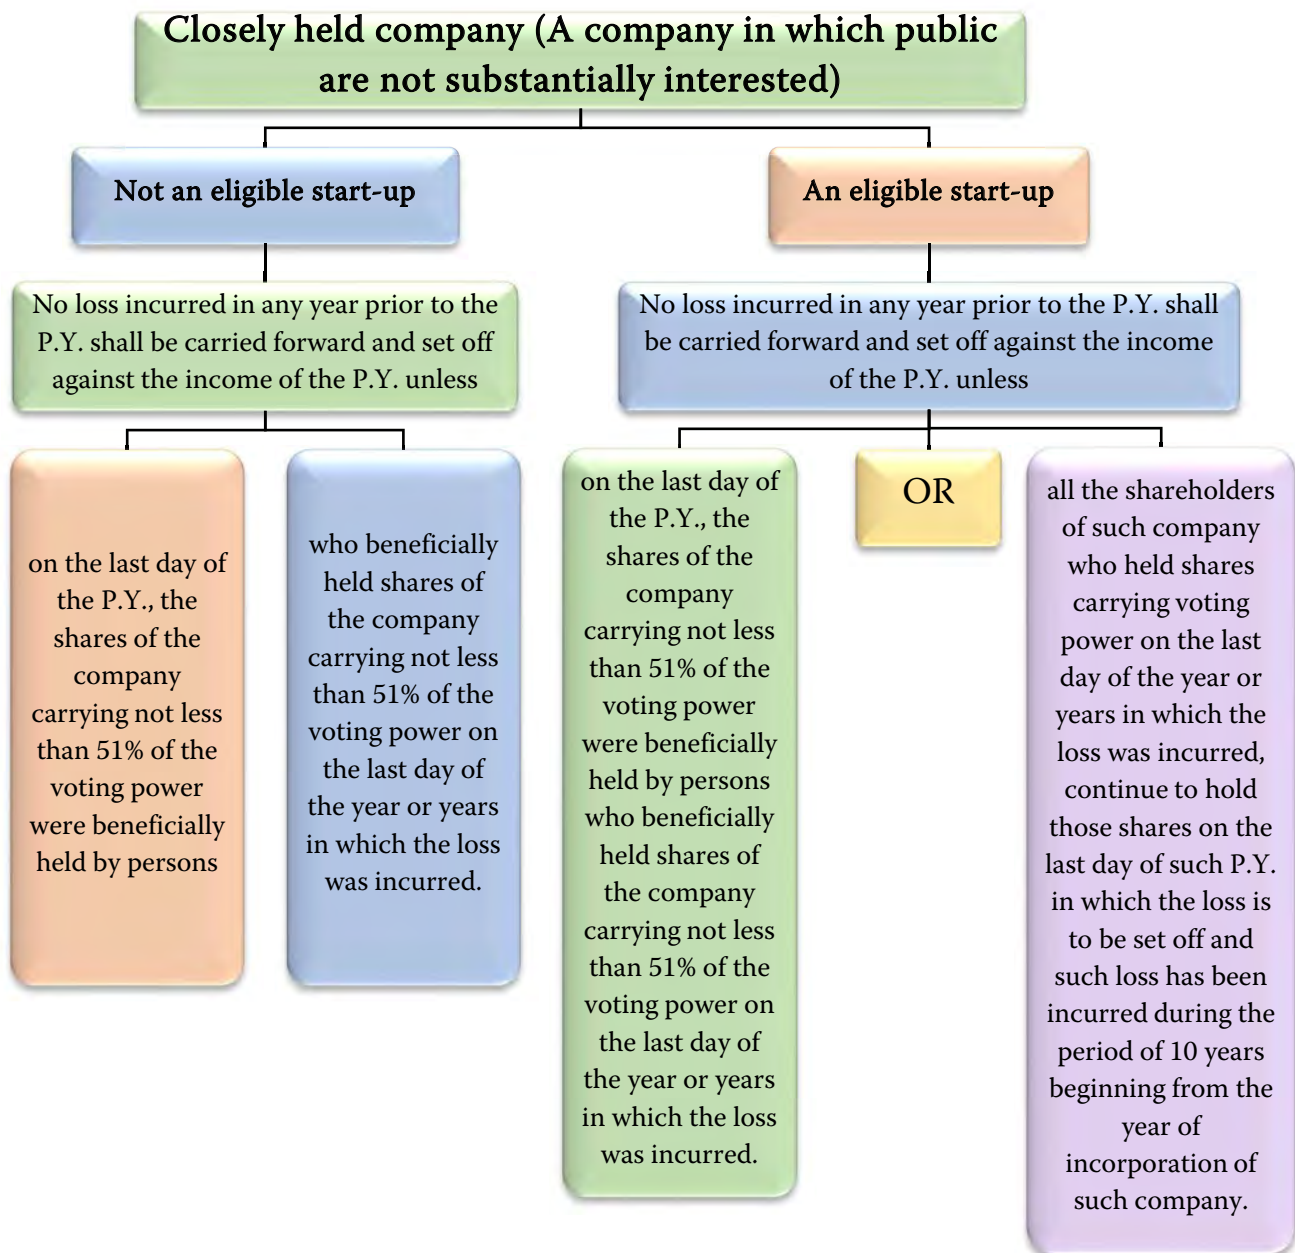 Closely held company (A company in which public
are not substantially interested)
Not an eligible start-up
An eligible start-up
No loss incurred in any year prior to the
P.Y. shall be carried forward and set off
against the income of the P.Y. unless
No loss incurred in any year prior to the P.Y. shall
be carried forward and set off against the income
of the P.Y. unless
on the last day of
the P.Y., the
shares of the
company
carrying not less
than 51% of the
voting power
were beneficially
held by persons
who beneficially
held shares of
the company
carrying not less
than 51% of the
voting power on
the last day of
the year or years
in which the loss
was incurred.
on the last day of
the P.Y., the
shares of the
company
carrying not less
than 51% of the
voting power
were beneficially
held by persons
who beneficially
held shares of
the company
carrying not less
than 51% of the
voting power on
the last day of
the year or years
in which the loss
was incurred.
OR
all the shareholders
of such company
who held shares
carrying voting
power on the last
day of the year or
years in which the
loss was incurred,
continue to hold
those shares on the
last day of such P.Y.
in which the loss is
to be set off and
such loss has been
incurred during the
period of 10 years
beginning from the
year of
incorporation of
such company.